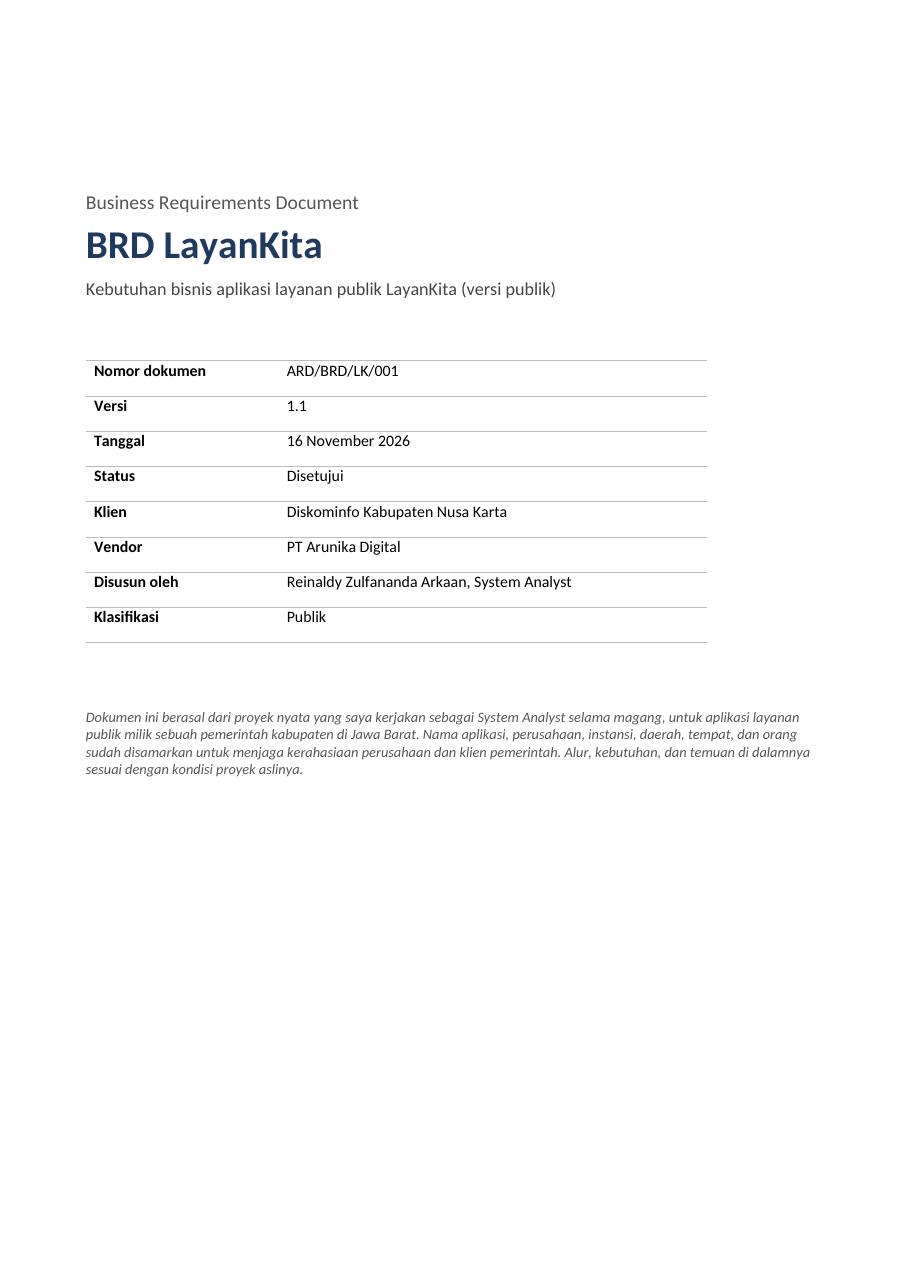 Business Requirements Document
BRD LayanKita
Kebutuhan bisnis aplikasi layanan publik LayanKita (versi publik)
Nomor dokumen ARD/BRD/LK/001
Versi 1.1
Tanggal 16 November 2026
Status Disetujui
Klien Diskominfo Kabupaten Nusa Karta
Vendor PT Arunika Digital
Disusun oleh Reinaldy Zulfananda Arkaan, System Analyst
Klasifikasi Publik
Dokumen ini berasal dari proyek nyata yang saya kerjakan sebagai System Analyst selama magang, untuk aplikasi layanan
publik milik sebuah pemerintah kabupaten di Jawa Barat. Nama aplikasi, perusahaan, instansi, daerah, tempat, dan orang
sudah disamarkan untuk menjaga kerahasiaan perusahaan dan klien pemerintah. Alur, kebutuhan, dan temuan di dalamnya
sesuai dengan kondisi proyek aslinya.